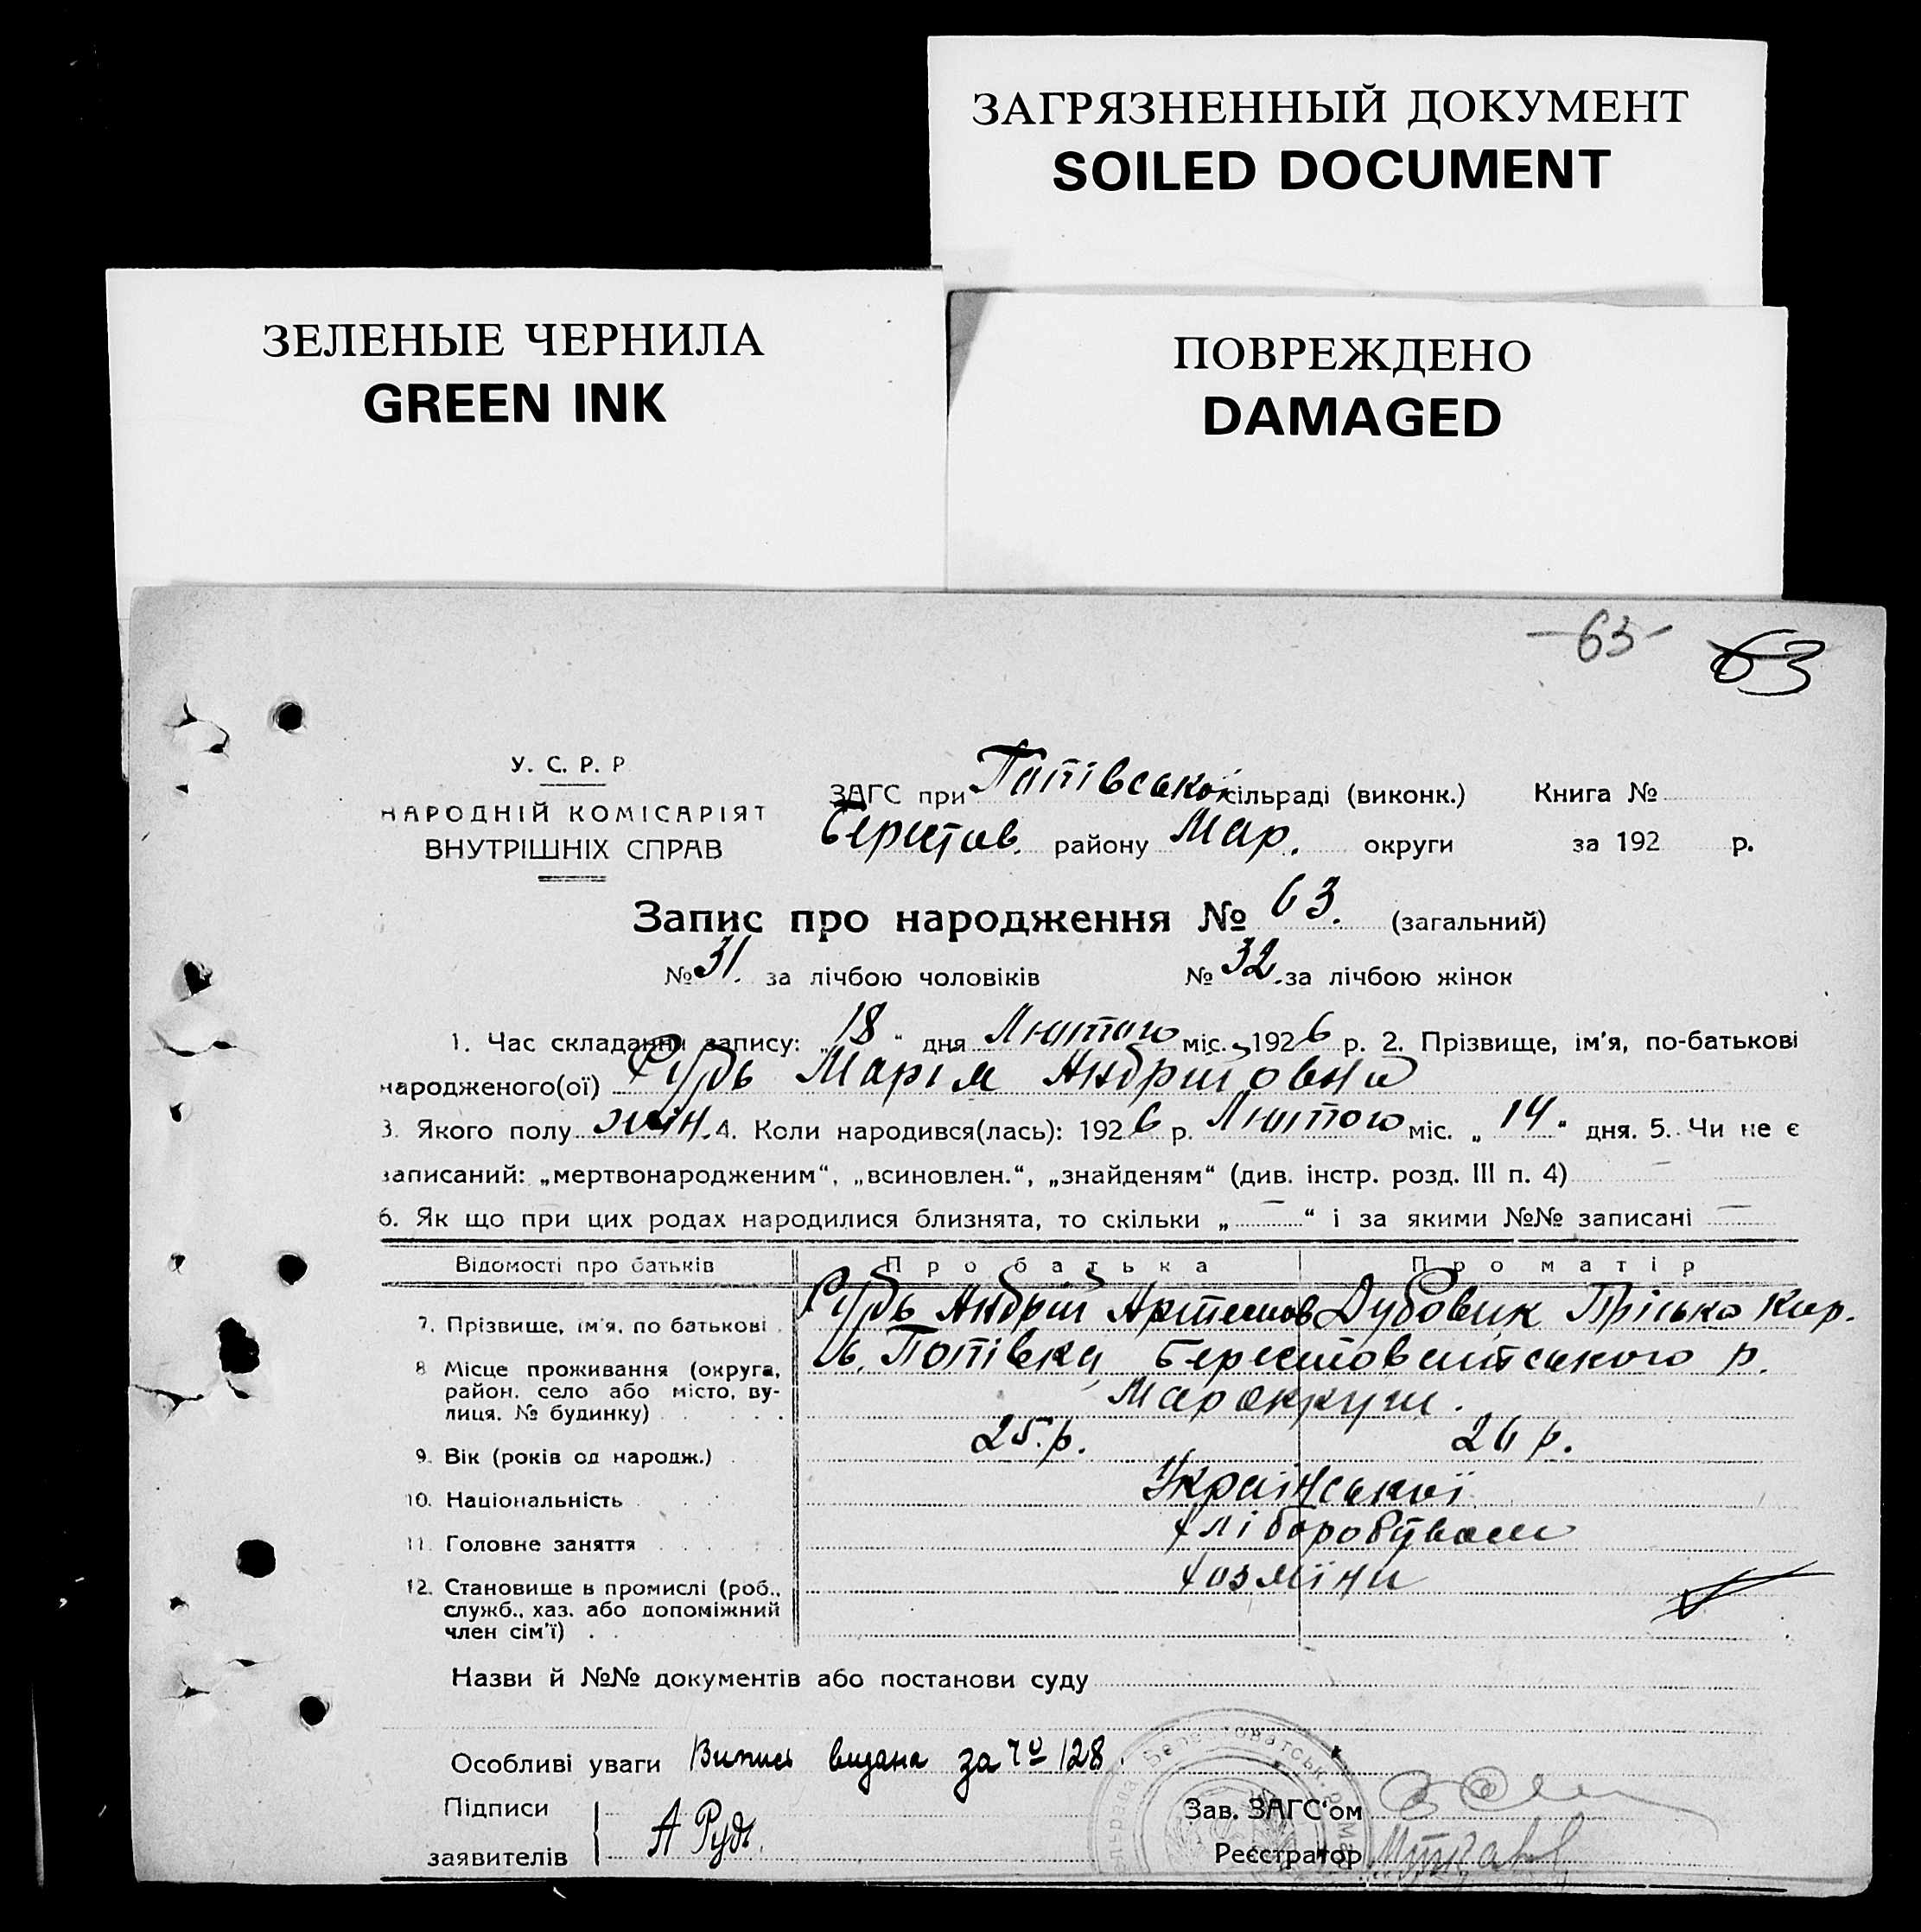 ЗАГРЯЗНЕННЫЙ ДОКУМЕНТ
SOILED DOCUMENT
ЗЕЛЕНЫЕ ЧЕРНИЛА
GREEN INK
ПОВРЕЖДЕНО
DAMAGED
-63- 63
У. С. Р. Р
НАРОДНІЙ КОМІСАРІЯТ
ВНУТРІШНІХ СПРАВ
ЗАГС при Попівській сільраді (виконк.) Книга №
Берестов. району Мар. округи за 192 р.
Запис про народження № 63. (загальний)
№ 31. за лічбою чоловіків № 32. за лічбою жінок
1. Час складання запису: „18“ дня Лютого міс. 1926 р. 2. Прізвище, ім'я, по-батькові
народженого(ої) Рудь Марія Андріївна
3. Якого полу жін. 4. Коли народився(лась): 1926 р. Лютого міс. „14“ дня. 5. Чи не є
записаний: „мертвонародженим“, „всиновлен.“, „знайденям“ (див. інстр. розд. III п. 4) —
6. Як що при цих родах народилися близнята, то скільки „—“ і за якими №№ записані —
Відомості про батьків Про батька Про матір
7. Прізвище, ім'я, по батькові Рудь Андрій Артемов Дубовик Прісько Кир.
8 Місце проживання (округа, район, село або місто, вулиця, № будинку) с. Попівка, Берестоватського р.
Марокруги.
9. Вік (років од народж.) 25 р. 26 р.
10. Національність Української
11. Головне заняття Хліборобством
12. Становище в промислі (роб., служб., хаз. або допоміжний член сім'ї) Хозяїни
Назви й №№ документів або постанови суду
Особливі уваги Випись видана за № 128.
Підписи
заявителів А Рудь.
Зав. ЗАГС'ом
Реєстратор